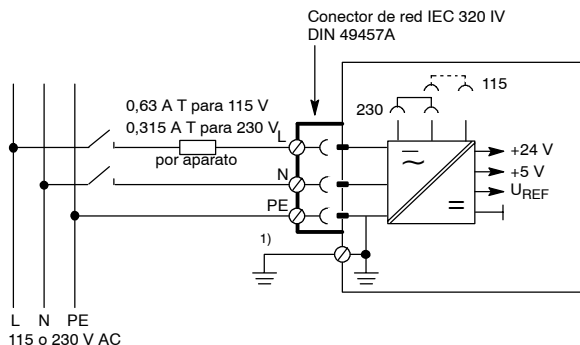 Conector de red IEC 320 IV
DIN 49457A
115
230
0,63 A T para 115 V
0,315 A T para 230 V
por aparato
L
N
PE
+24 V
+5 V
UREF
1)
L N PE
115 o 230 V AC